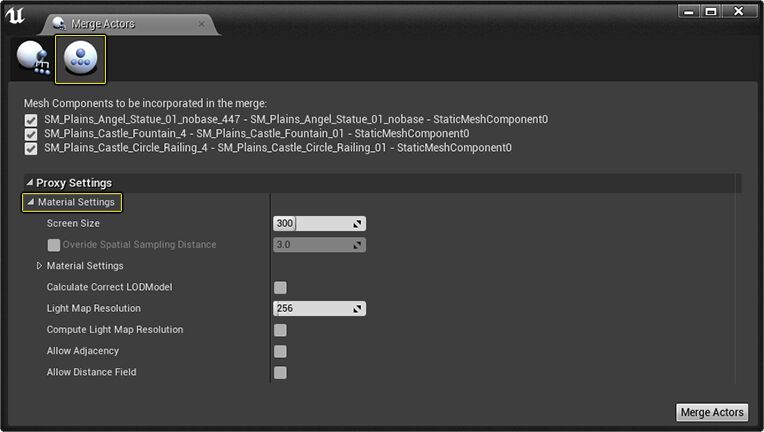 Merge Actors
Mesh Components to be incorporated in the merge:
SM_Plains_Angel_Statue_01_nobase_447 - SM_Plains_Angel_Statue_01_nobase - StaticMeshComponent0
SM_Plains_Castle_Fountain_4 - SM_Plains_Castle_Fountain_01 - StaticMeshComponent0
SM_Plains_Castle_Circle_Railing_4 - SM_Plains_Castle_Circle_Railing_01 - StaticMeshComponent0
Proxy Settings
Material Settings
Screen Size 300
Overide Spatial Sampling Distance 3.0
Material Settings
Calculate Correct LODModel
Light Map Resolution 256
Compute Light Map Resolution
Allow Adjacency
Allow Distance Field
Merge Actors